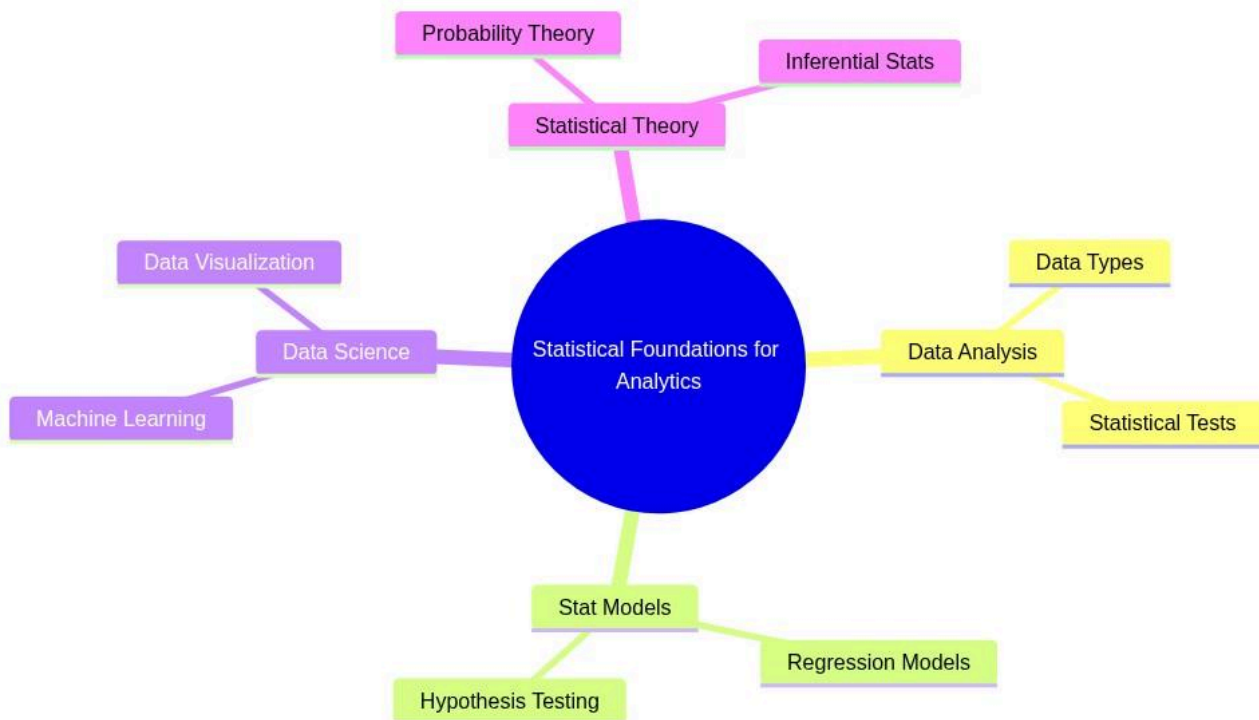 Probability Theory
Inferential Stats
Statistical Theory
Data Visualization
Data Types
Data Science
Statistical Foundations for
Analytics
Data Analysis
Machine Learning
Statistical Tests
Stat Models
Regression Models
Hypothesis Testing